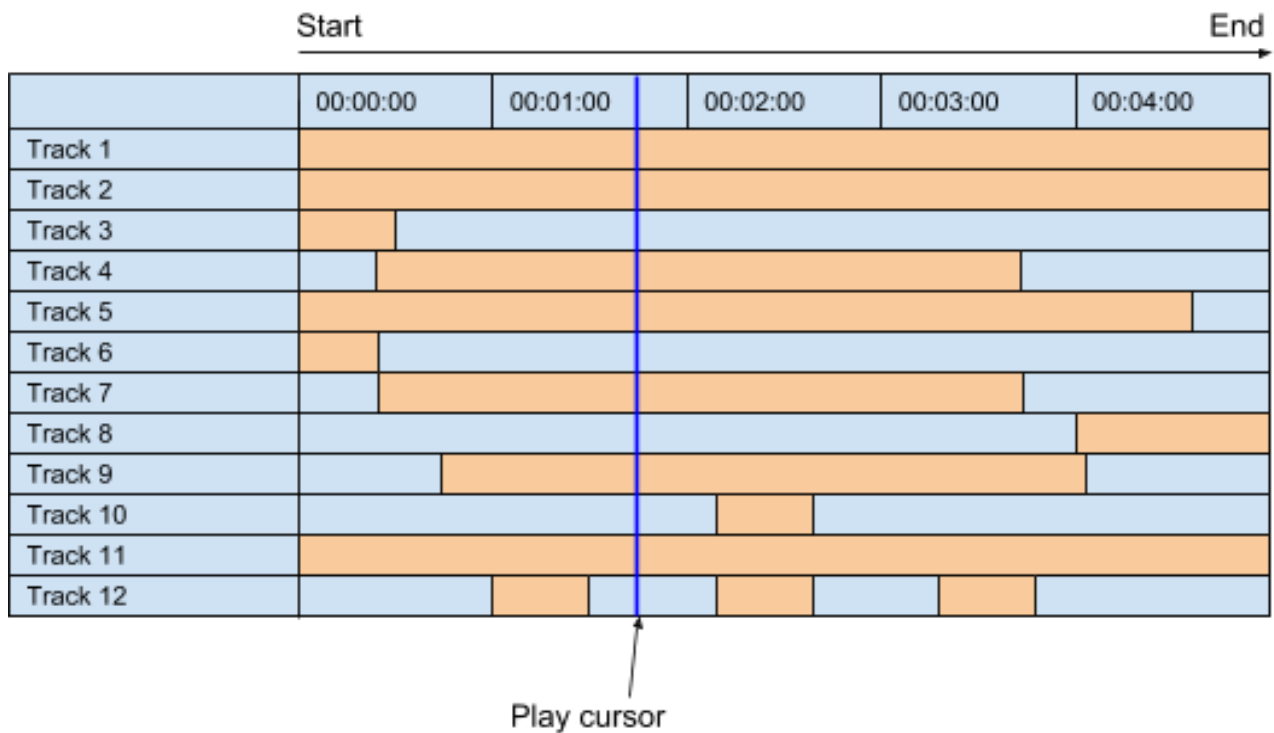 Start End
00:00:00 00:01:00 00:02:00 00:03:00 00:04:00
Track 1
Track 2
Track 3
Track 4
Track 5
Track 6
Track 7
Track 8
Track 9
Track 10
Track 11
Track 12
Play cursor